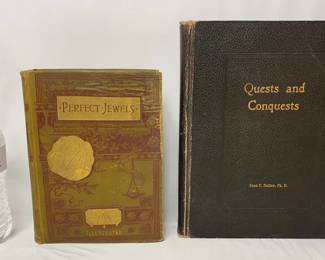 PERFECT JEWELS
ILLUSTRATED
Quests and
Conquests